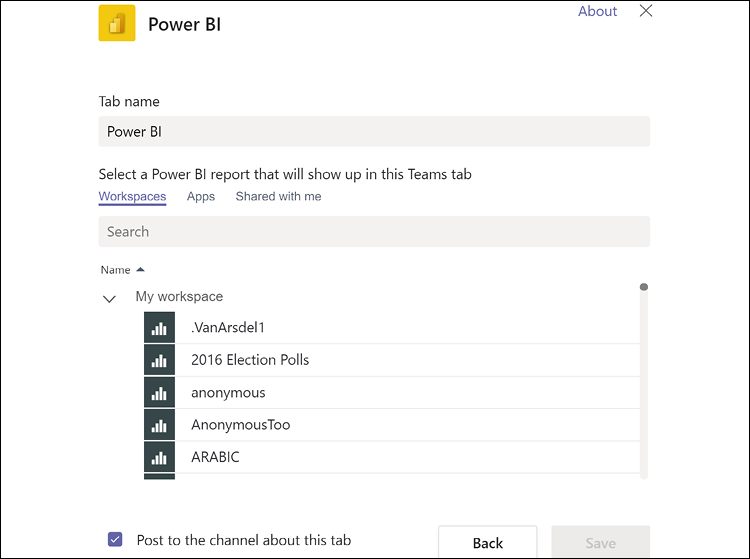 Power BI
About
Tab name
Power BI
Select a Power BI report that will show up in this Teams tab
Workspaces Apps Shared with me
Search
Name
My workspace
.VanArsdel1
2016 Election Polls
anonymous
AnonymousToo
ARABIC
Post to the channel about this tab
Back Save